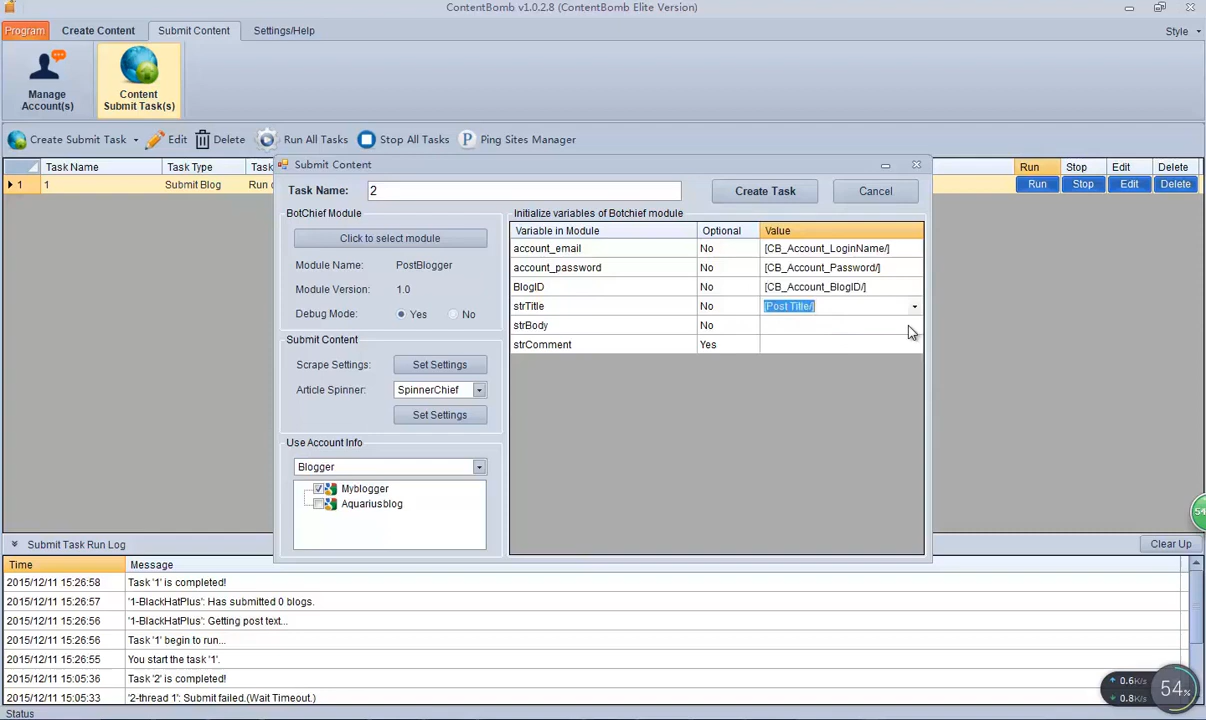 ContentBomb v1.0.2.8 (ContentBomb Elite Version)
Program Create Content Submit Content Settings/Help Style
Manage Account(s)
Content Submit Task(s)
Create Submit Task Edit Delete Run All Tasks Stop All Tasks P Ping Sites Manager
Task Name Task Type Run Stop Edit Delete
1 1 Submit Blog Run Stop Edit Delete
Submit Content
Task Name: 2 Create Task Cancel
BotChief Module
Click to select module
Module Name: PostBlogger
Module Version: 1.0
Debug Mode: Yes No
Submit Content
Scrape Settings: Set Settings
Article Spinner: SpinnerChief
Set Settings
Use Account Info
Blogger
Myblogger
Aquariusblog
Initialize variables of Botchief module
Variable in Module Optional Value
account_email No [CB_Account_LoginName/]
account_password No [CB_Account_Password/]
BlogID No [CB_Account_BlogID/]
strTitle No [Post Title/]
strBody No
strComment Yes
Submit Task Run Log Clear Up
Time Message
2015/12/11 15:26:58 Task '1' is completed!
2015/12/11 15:26:57 '1-BlackHatPlus': Has submitted 0 blogs.
2015/12/11 15:26:56 '1-BlackHatPlus': Getting post text...
2015/12/11 15:26:56 Task '1' begin to run...
2015/12/11 15:26:55 You start the task '1'.
2015/12/11 15:05:36 Task '2' is completed!
2015/12/11 15:05:33 '2-thread 1': Submit failed.(Wait Timeout.)
Status
0.6K/s
0.8K/s
54%
54